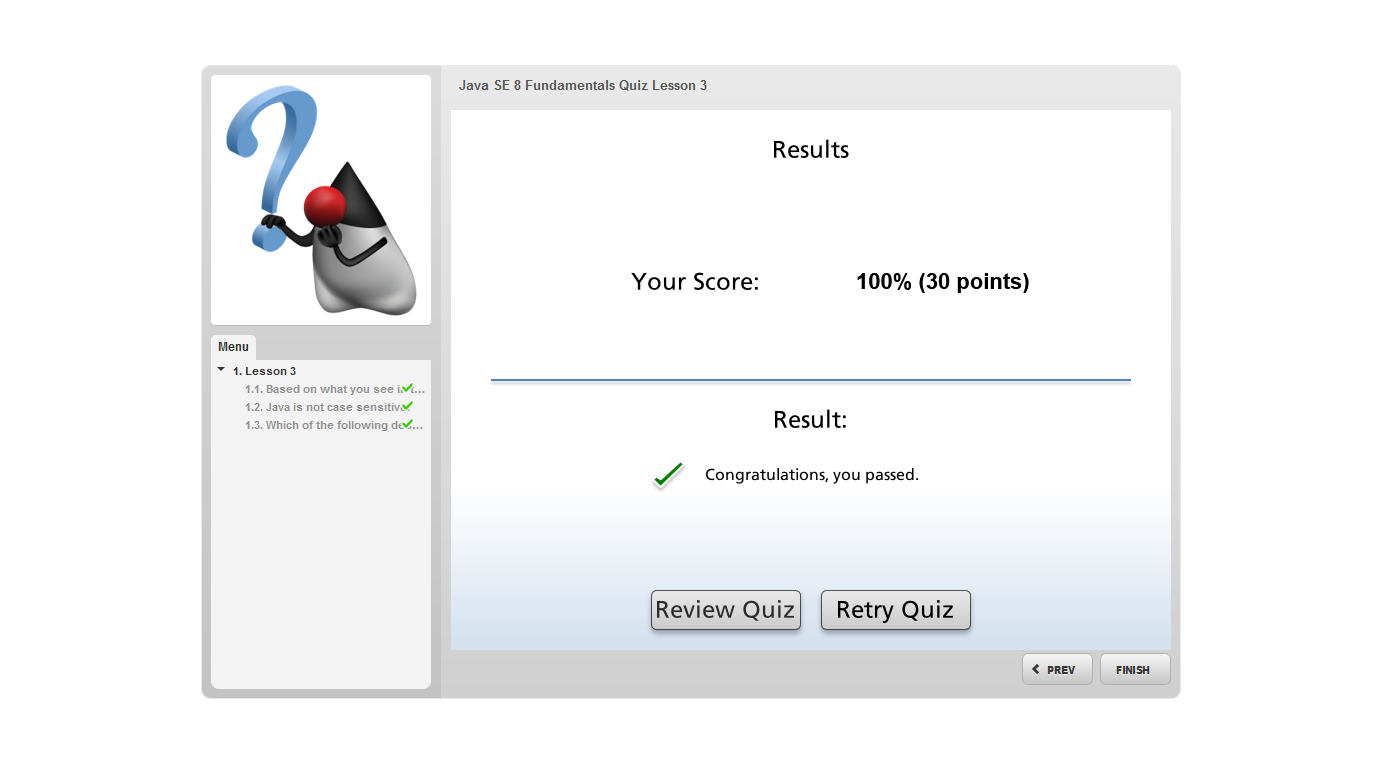 Java SE 8 Fundamentals Quiz Lesson 3
Results
Your Score: 100% (30 points)
Result:
Congratulations, you passed.
Review Quiz Retry Quiz
PREV FINISH
Menu
1. Lesson 3
1.1. Based on what you see
1.2. Java is not case sensitive
1.3. Which of the following